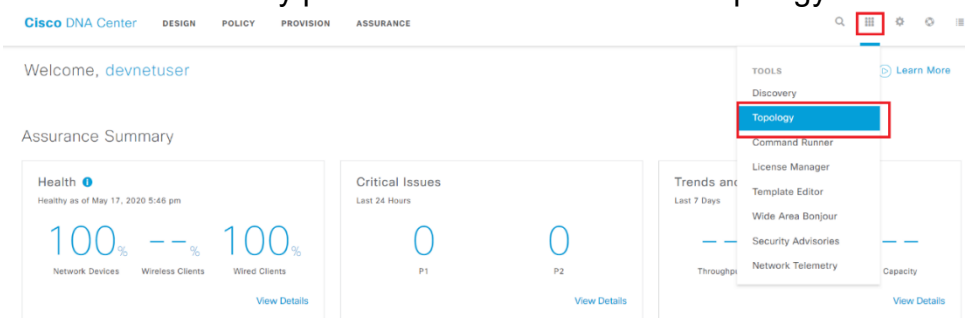 Cisco DNA Center DESIGN POLICY PROVISION ASSURANCE
Welcome, devnetuser
Learn More
TOOLS
Discovery
Topology
Command Runner
License Manager
Template Editor
Wide Area Bonjour
Security Advisories
Network Telemetry
Assurance Summary
Health
Healthy as of May 17, 2020 5:46 pm
100% --% 100%
Network Devices Wireless Clients Wired Clients
View Details
Critical Issues
Last 24 Hours
0 0
P1 P2
View Details
Trends and
Last 7 Days
-- --
Throughpu Capacity
View Details